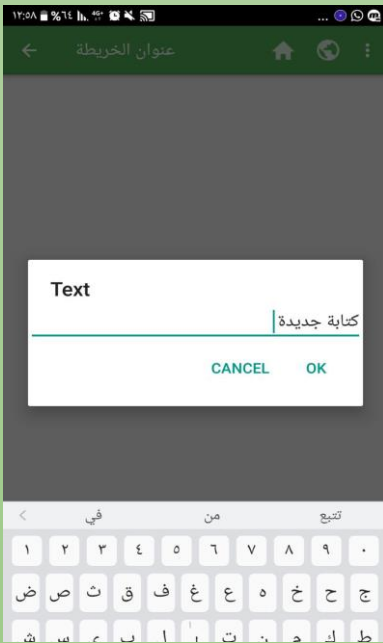 ١٢:٥٨ %٦٤ 4G+ ...
عنوان الخريطة
Text
كتابة جديدة
CANCEL OK
في من تتبع
١ ٢ ٣ ٤ ٥ ٦ ٧ ٨ ٩ ٠
ض ص ث ق ف غ ع ه خ ح ج
ش س ي ب ل ا ت ن م ك ط